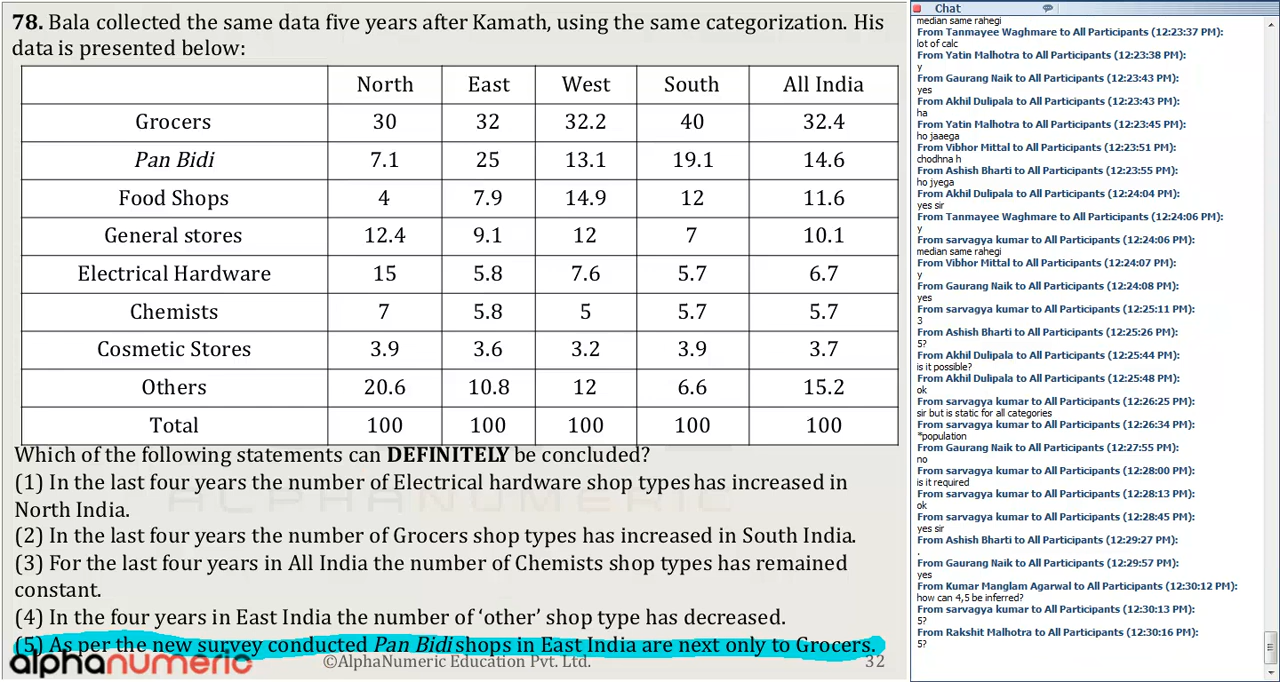 78. Bala collected the same data five years after Kamath, using the same categorization. His
data is presented below:
North East West South All India
Grocers 30 32 32.2 40 32.4
Pan Bidi 7.1 25 13.1 19.1 14.6
Food Shops 4 7.9 14.9 12 11.6
General stores 12.4 9.1 12 7 10.1
Electrical Hardware 15 5.8 7.6 5.7 6.7
Chemists 7 5.8 5 5.7 5.7
Cosmetic Stores 3.9 3.6 3.2 3.9 3.7
Others 20.6 10.8 12 6.6 15.2
Total 100 100 100 100 100
Which of the following statements can DEFINITELY be concluded?
(1) In the last four years the number of Electrical hardware shop types has increased in
North India.
(2) In the last four years the number of Grocers shop types has increased in South India.
(3) For the last four years in All India the number of Chemists shop types has remained
constant.
(4) In the four years in East India the number of ‘other’ shop type has decreased.
(5) As per the new survey conducted Pan Bidi shops in East India are next only to Grocers.
alphanumeric
©AlphaNumeric Education Pvt. Ltd.
32
Chat
median same rahegi
From Tanmayee Waghmare to All Participants (12:23:37 PM):
lot of calc
From Yatin Malhotra to All Participants (12:23:38 PM):
y
From Gaurang Naik to All Participants (12:23:43 PM):
yes
From Akhil Dulipala to All Participants (12:23:43 PM):
ha
From Yatin Malhotra to All Participants (12:23:45 PM):
ho jaaega
From Vibhor Mittal to All Participants (12:23:51 PM):
chodhna h
From Ashish Bharti to All Participants (12:23:55 PM):
ho jyega
From Akhil Dulipala to All Participants (12:24:04 PM):
yes sir
From Tanmayee Waghmare to All Participants (12:24:06 PM):
y
From sarvagya kumar to All Participants (12:24:06 PM):
median same rahegi
From Vibhor Mittal to All Participants (12:24:07 PM):
y
From Gaurang Naik to All Participants (12:24:08 PM):
yes
From sarvagya kumar to All Participants (12:25:11 PM):
3
From Ashish Bharti to All Participants (12:25:26 PM):
5?
From Akhil Dulipala to All Participants (12:25:44 PM):
is it possible?
From Akhil Dulipala to All Participants (12:25:48 PM):
ok
From sarvagya kumar to All Participants (12:26:25 PM):
sir but is static for all categories
From sarvagya kumar to All Participants (12:26:34 PM):
*population
From Gaurang Naik to All Participants (12:27:55 PM):
no
From sarvagya kumar to All Participants (12:28:00 PM):
is it required
From sarvagya kumar to All Participants (12:28:13 PM):
ok
From sarvagya kumar to All Participants (12:28:45 PM):
yes sir
From Ashish Bharti to All Participants (12:29:27 PM):
.
From Gaurang Naik to All Participants (12:29:57 PM):
yes
From Kumar Manglam Agarwal to All Participants (12:30:12 PM):
how can 4,5 be inferred?
From sarvagya kumar to All Participants (12:30:13 PM):
5?
From Rakshit Malhotra to All Participants (12:30:16 PM):
5?